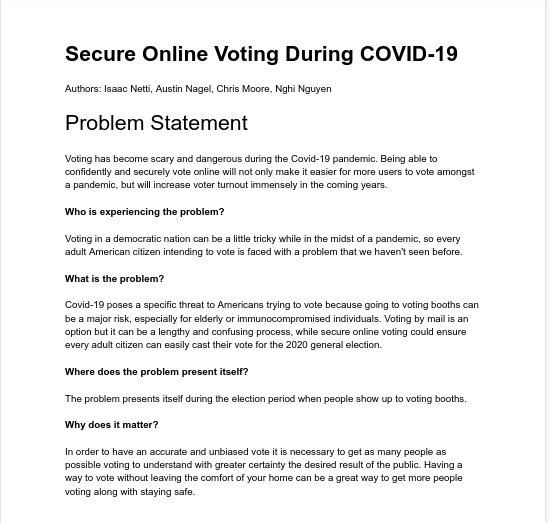 Secure Online Voting During COVID-19
Authors: Isaac Netti, Austin Nagel, Chris Moore, Nghi Nguyen
Problem Statement
Voting has become scary and dangerous during the Covid-19 pandemic. Being able to
confidently and securely vote online will not only make it easier for more users to vote amongst
a pandemic, but will increase voter turnout immensely in the coming years.
Who is experiencing the problem?
Voting in a democratic nation can be a little tricky while in the midst of a pandemic, so every
adult American citizen intending to vote is faced with a problem that we haven't seen before.
What is the problem?
Covid-19 poses a specific threat to Americans trying to vote because going to voting booths can
be a major risk, especially for elderly or immunocompromised individuals. Voting by mail is an
option but it can be a lengthy and confusing process, while secure online voting could ensure
every adult citizen can easily cast their vote for the 2020 general election.
Where does the problem present itself?
The problem presents itself during the election period when people show up to voting booths.
Why does it matter?
In order to have an accurate and unbiased vote it is necessary to get as many people as
possible voting to understand with greater certainty the desired result of the public. Having a
way to vote without leaving the comfort of your home can be a great way to get more people
voting along with staying safe.